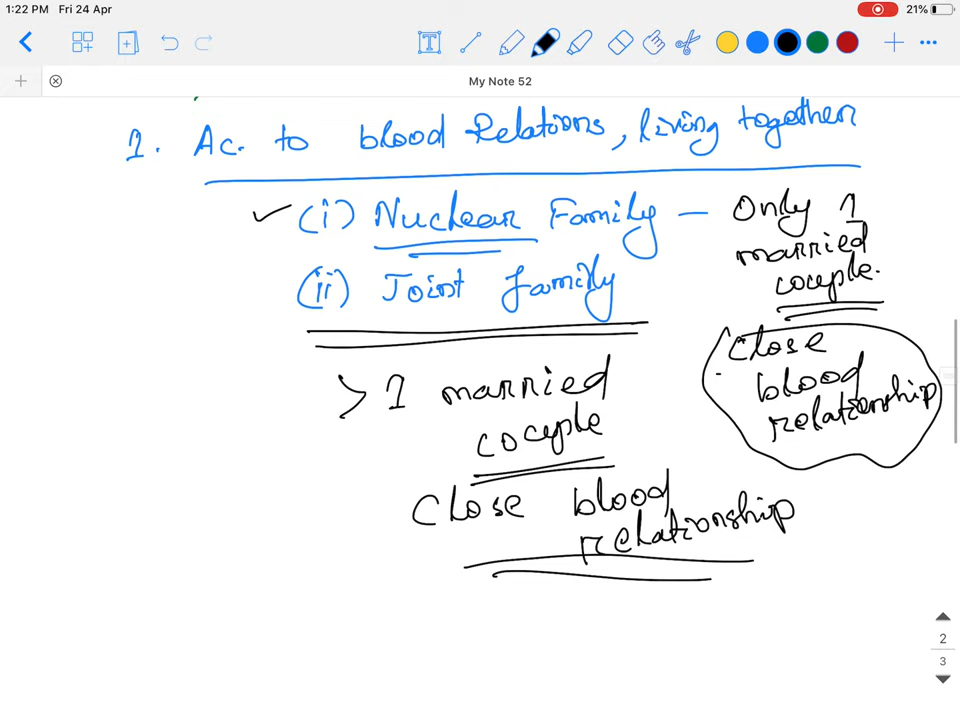 1:22 PM Fri 24 Apr
21%
My Note 52
1. Ac. to blood Relations, living together
(i) Nuclear Family — Only 1
married
couple.
(ii) Joint family
Close
blood
relationship
> 1 married
couple
Close blood
relationship
2
3